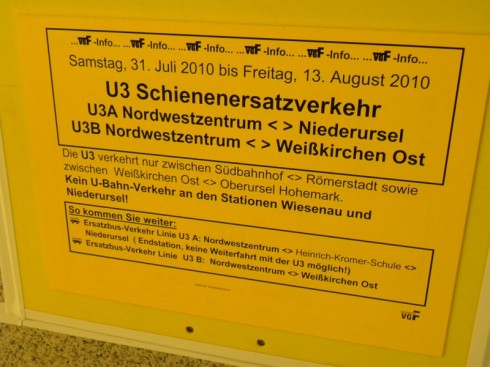 ...VGF-Info... ...VGF-Info... ...VGF-Info... ...VGF-Info... ...VGF-Info... ...VGF-Info...
Samstag, 31. Juli 2010 bis Freitag, 13. August 2010
U3 Schienenersatzverkehr
U3A Nordwestzentrum < > Niederursel
U3B Nordwestzentrum < > Weißkirchen Ost
Die U3 verkehrt nur zwischen Südbahnhof <> Römerstadt sowie
zwischen Weißkirchen Ost <> Oberursel Hohemark.
Kein U-Bahn-Verkehr an den Stationen Wiesenau und
Niederursel!
So kommen Sie weiter:
Ersatzbus-Verkehr Linie U3 A: Nordwestzentrum <> Heinrich-Kromer-Schule <>
Niederursel ( Endstation, keine Weiterfahrt mit der U3 möglich!)
Ersatzbus-Verkehr Linie U3 B: Nordwestzentrum <> Weißkirchen Ost
VGF